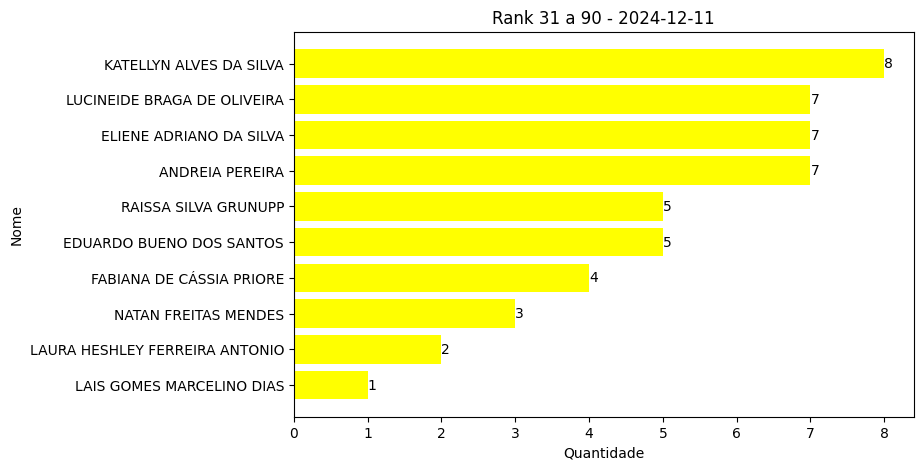 Rank 31 a 90 - 2024-12-11
Nome
KATELLYN ALVES DA SILVA 8
LUCINEIDE BRAGA DE OLIVEIRA 7
ELIENE ADRIANO DA SILVA 7
ANDREIA PEREIRA 7
RAISSA SILVA GRUNUPP 5
EDUARDO BUENO DOS SANTOS 5
FABIANA DE CÁSSIA PRIORE 4
NATAN FREITAS MENDES 3
LAURA HESHLEY FERREIRA ANTONIO 2
LAIS GOMES MARCELINO DIAS 1
0 1 2 3 4 5 6 7 8
Quantidade